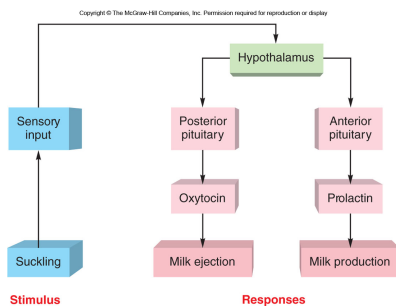 Copyright © The McGraw-Hill Companies, Inc. Permission required for reproduction or display
Hypothalamus
Sensory
input
Posterior
pituitary
Anterior
pituitary
Oxytocin
Prolactin
Suckling
Milk ejection
Milk production
Stimulus
Responses